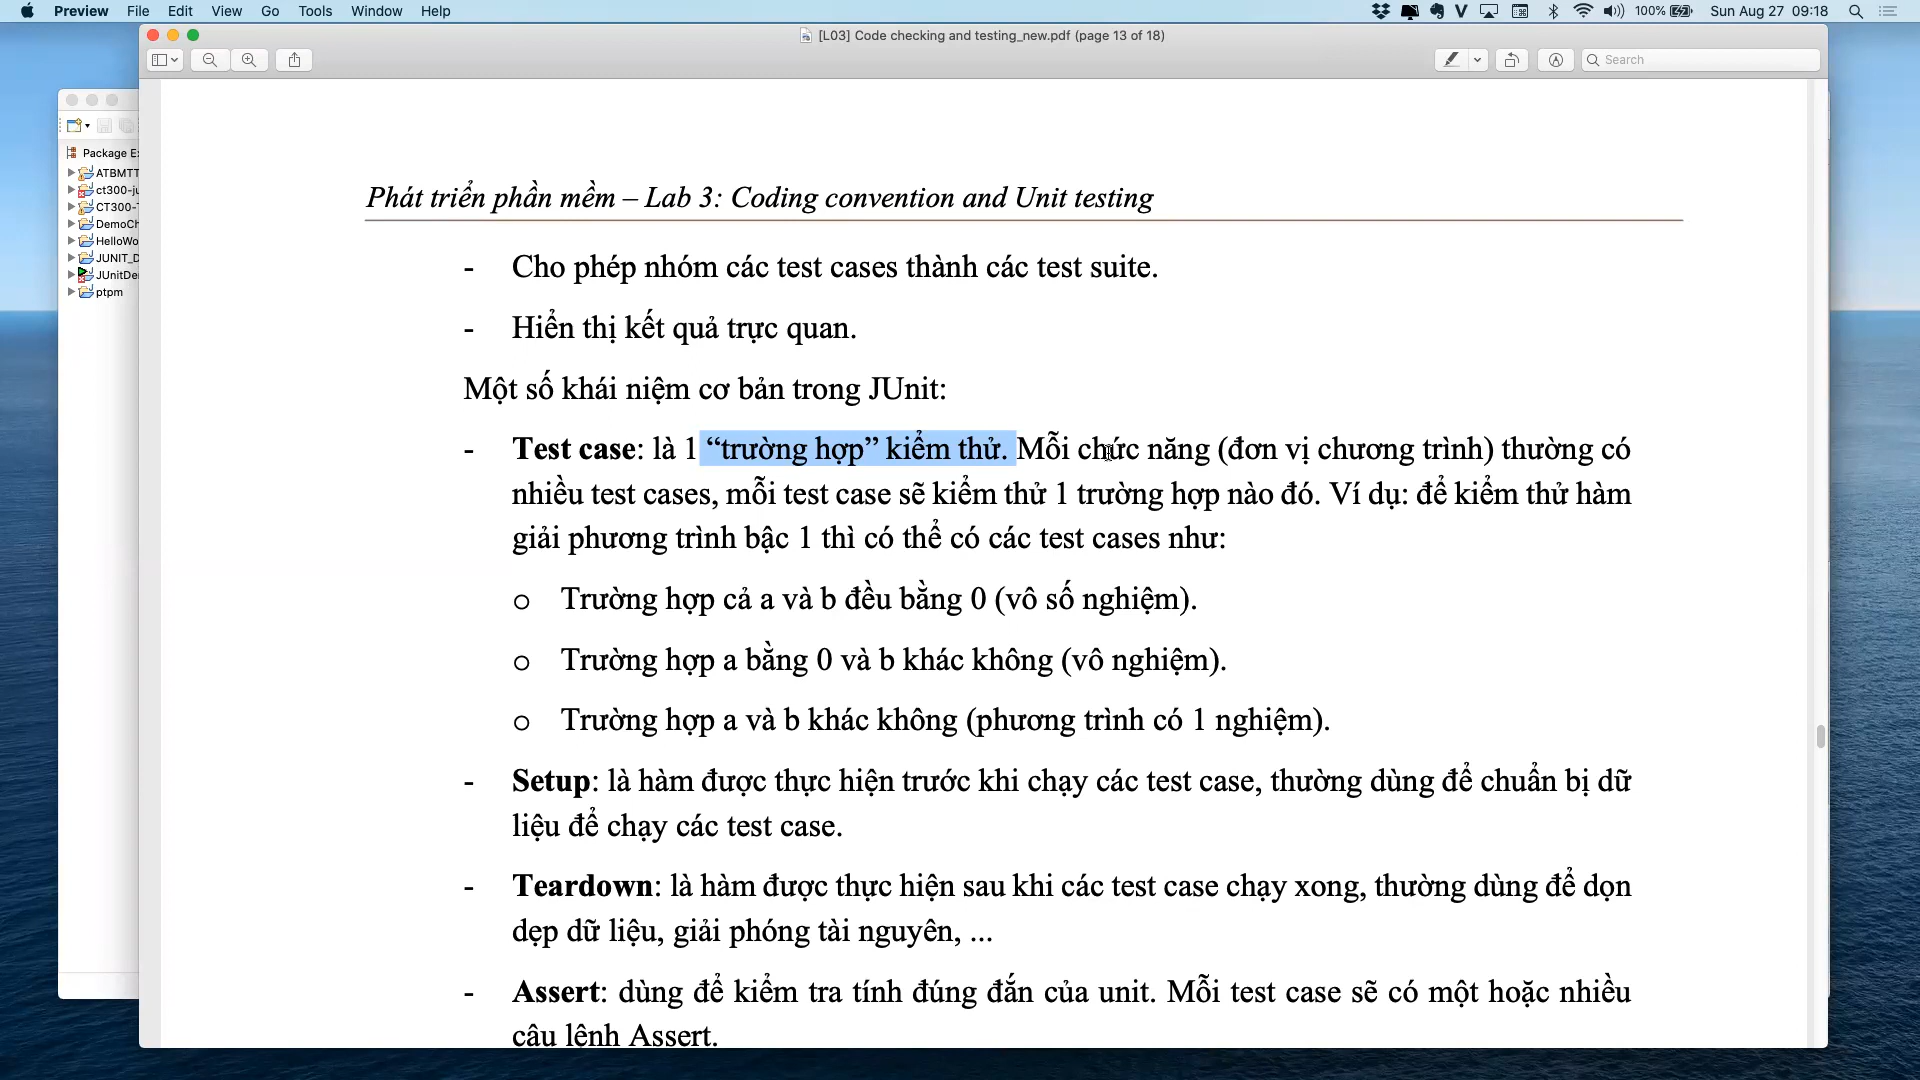 Preview File Edit View Go Tools Window Help 100% Sun Aug 27 09:18
[L03] Code checking and testing_new.pdf (page 13 of 18)
Search
Package E
ATBMTT
ct300-ju
CT300-
DemoCh
HelloWo
JUNIT_D
JUnitDe
ptpm
Phát triển phần mềm – Lab 3: Coding convention and Unit testing
- Cho phép nhóm các test cases thành các test suite.
- Hiển thị kết quả trực quan.
Một số khái niệm cơ bản trong JUnit:
- Test case: là 1 “trường hợp” kiểm thử. Mỗi chức năng (đơn vị chương trình) thường có
nhiều test cases, mỗi test case sẽ kiểm thử 1 trường hợp nào đó. Ví dụ: để kiểm thử hàm
giải phương trình bậc 1 thì có thể có các test cases như:
o Trường hợp cả a và b đều bằng 0 (vô số nghiệm).
o Trường hợp a bằng 0 và b khác không (vô nghiệm).
o Trường hợp a và b khác không (phương trình có 1 nghiệm).
- Setup: là hàm được thực hiện trước khi chạy các test case, thường dùng để chuẩn bị dữ
liệu để chạy các test case.
- Teardown: là hàm được thực hiện sau khi các test case chạy xong, thường dùng để dọn
dẹp dữ liệu, giải phóng tài nguyên, ...
- Assert: dùng để kiểm tra tính đúng đắn của unit. Mỗi test case sẽ có một hoặc nhiều
câu lệnh Assert.